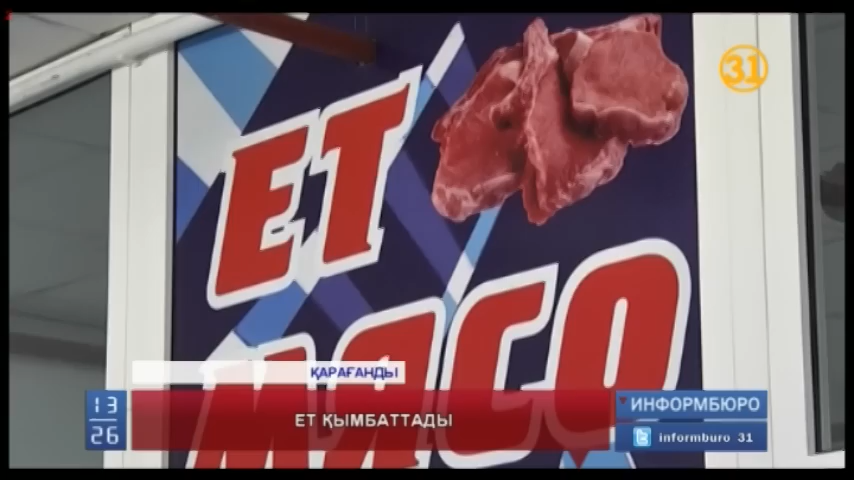 31
ЕТ
МЯСО
ҚАРАҒАНДЫ
13
26
ЕТ ҚЫМБАТТАДЫ
ИНФОРМБЮРО
informburo 31